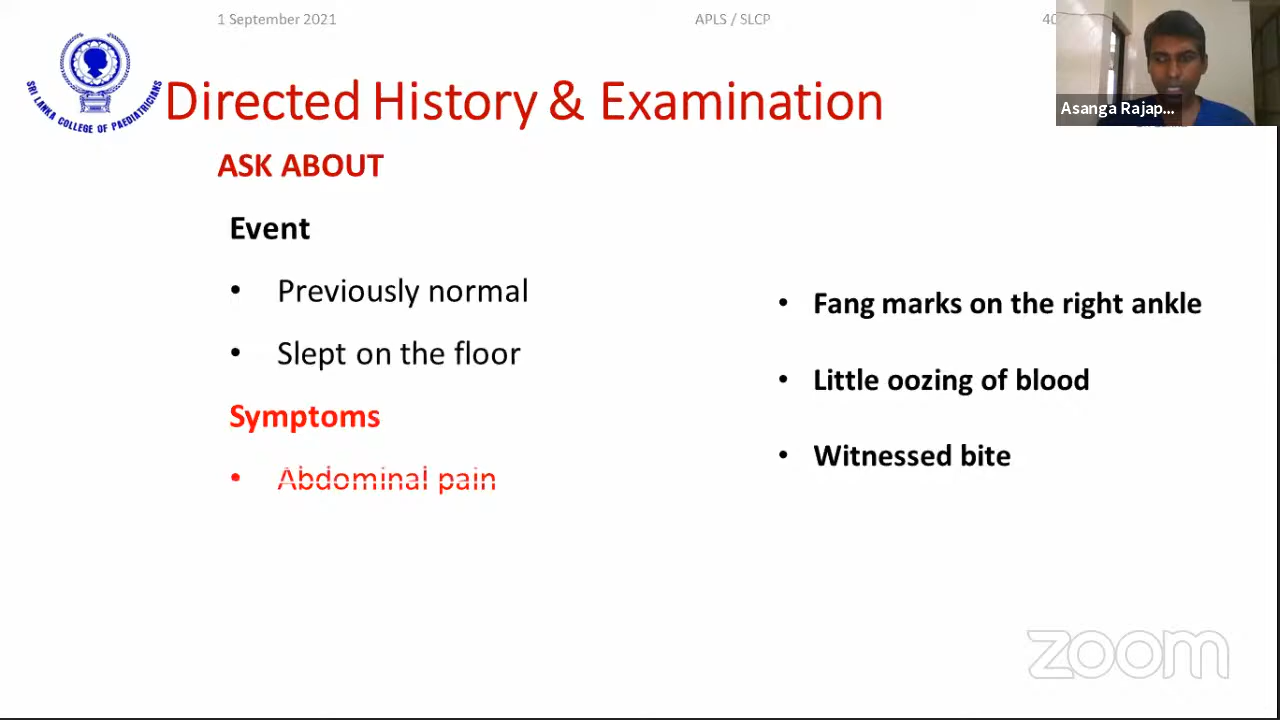 1 September 2021
APLS / SLCP
40
Asanga Rajap...
SRI LANKA COLLEGE OF PAEDIATRICIANS
Directed History & Examination
ASK ABOUT
Event
• Previously normal
• Slept on the floor
Symptoms
• Abdominal pain
• Fang marks on the right ankle
• Little oozing of blood
• Witnessed bite
zoom